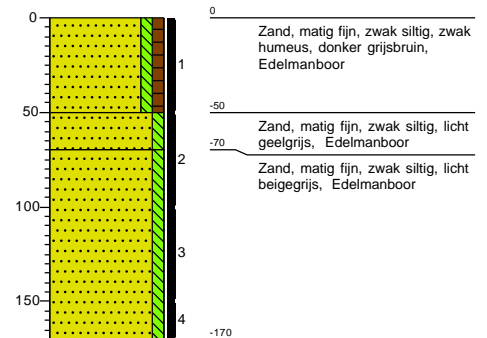 0
0
Zand, matig fijn, zwak siltig, zwak
humeus, donker grijsbruin,
Edelmanboor
1
50
-50
Zand, matig fijn, zwak siltig, licht
geelgrijs, Edelmanboor
-70
2
Zand, matig fijn, zwak siltig, licht
beigegrijs, Edelmanboor
100
3
150
4
-170